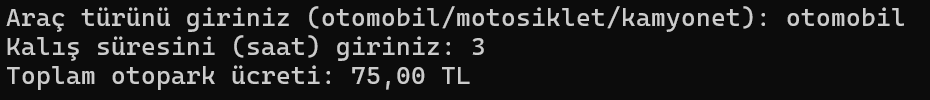 Araç türünü giriniz (otomobil/motosiklet/kamyonet): otomobil
Kalış süresini (saat) giriniz: 3
Toplam otopark ücreti: 75,00 TL